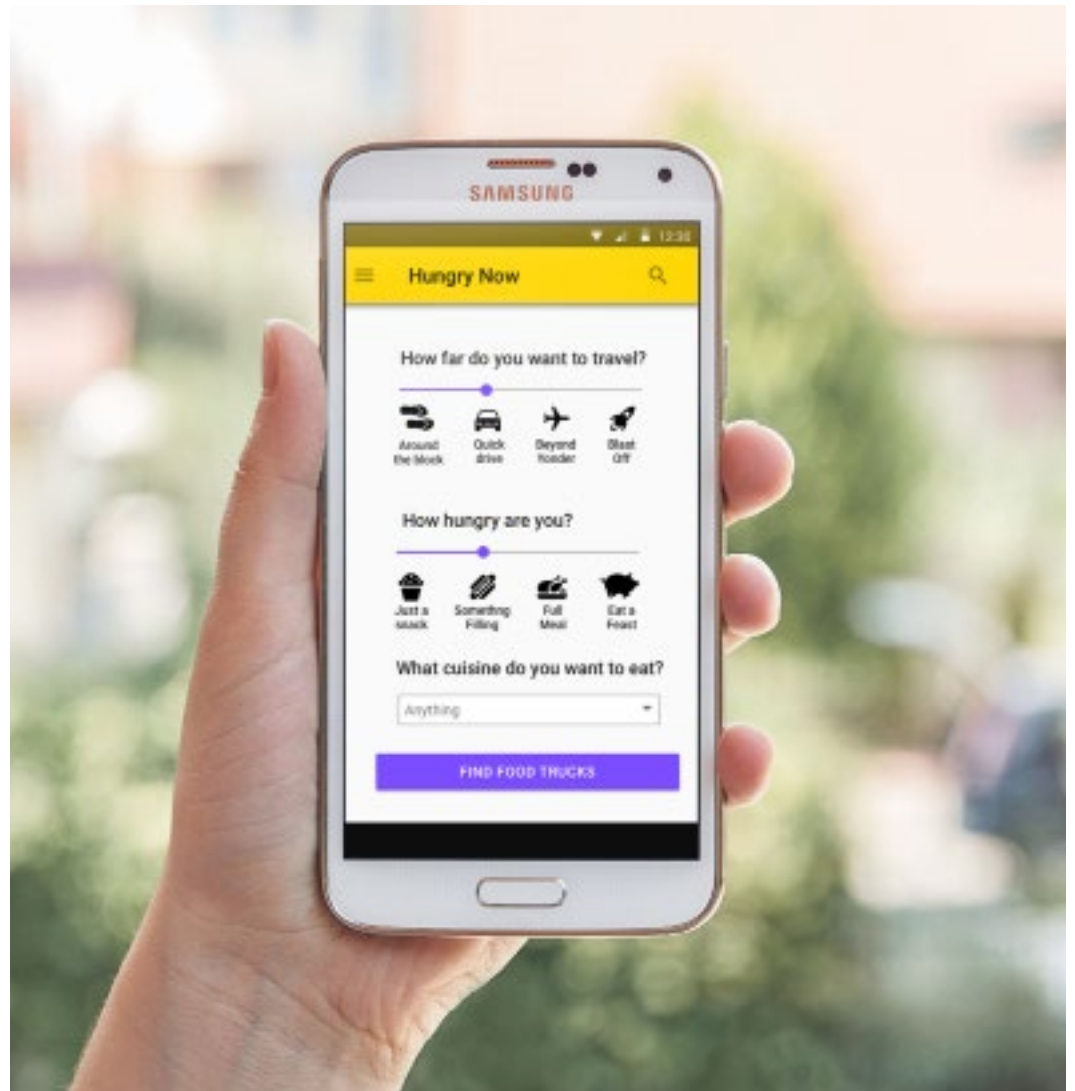 SAMSUNG
12:30
Hungry Now
How far do you want to travel?
Around
the block
Quick
drive
Beyond
Yonder
Blast
Off
How hungry are you?
Just a
snack
Somethng
Filling
Full
Meal
Eat a
Feast
What cuisine do you want to eat?
Anything
FIND FOOD TRUCKS